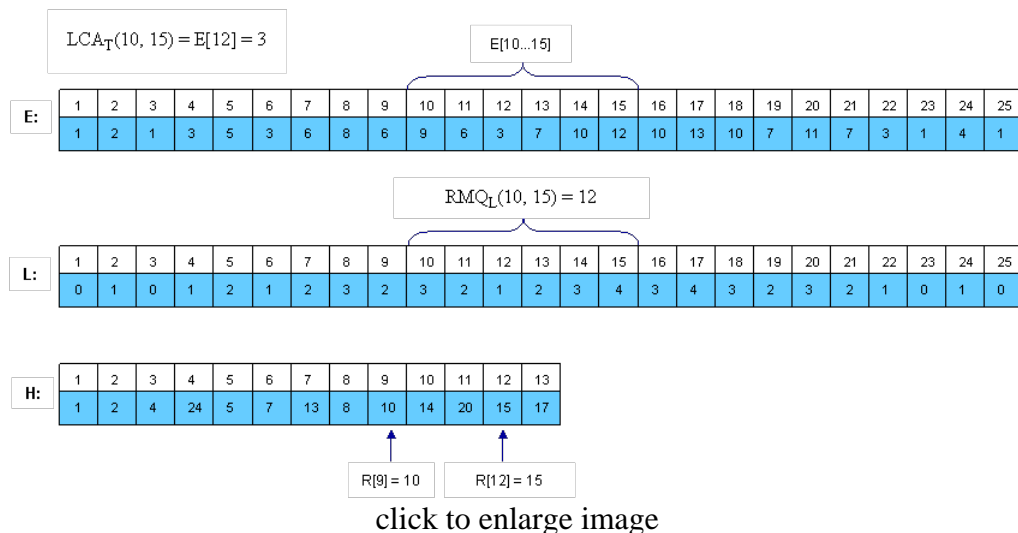 LCAT(10, 15) = E[12] = 3
E[10...15]
E:
1 2 3 4 5 6 7 8 9 10 11 12 13 14 15 16 17 18 19 20 21 22 23 24 25
1 2 1 3 5 3 6 8 6 9 6 3 7 10 12 10 13 10 7 11 7 3 1 4 1
RMQL(10, 15) = 12
L:
1 2 3 4 5 6 7 8 2 10 11 12 13 14 15 16 17 18 19 20 21 22 23 24 25
0 1 0 1 2 1 2 3 2 3 2 1 2 3 4 3 4 3 2 3 2 1 0 1 0
H:
1 2 3 4 5 6 7 8 9 10 11 12 13
1 2 4 24 5 7 13 8 10 14 20 15 17
R[9] = 10
R[12] = 15
click to enlarge image